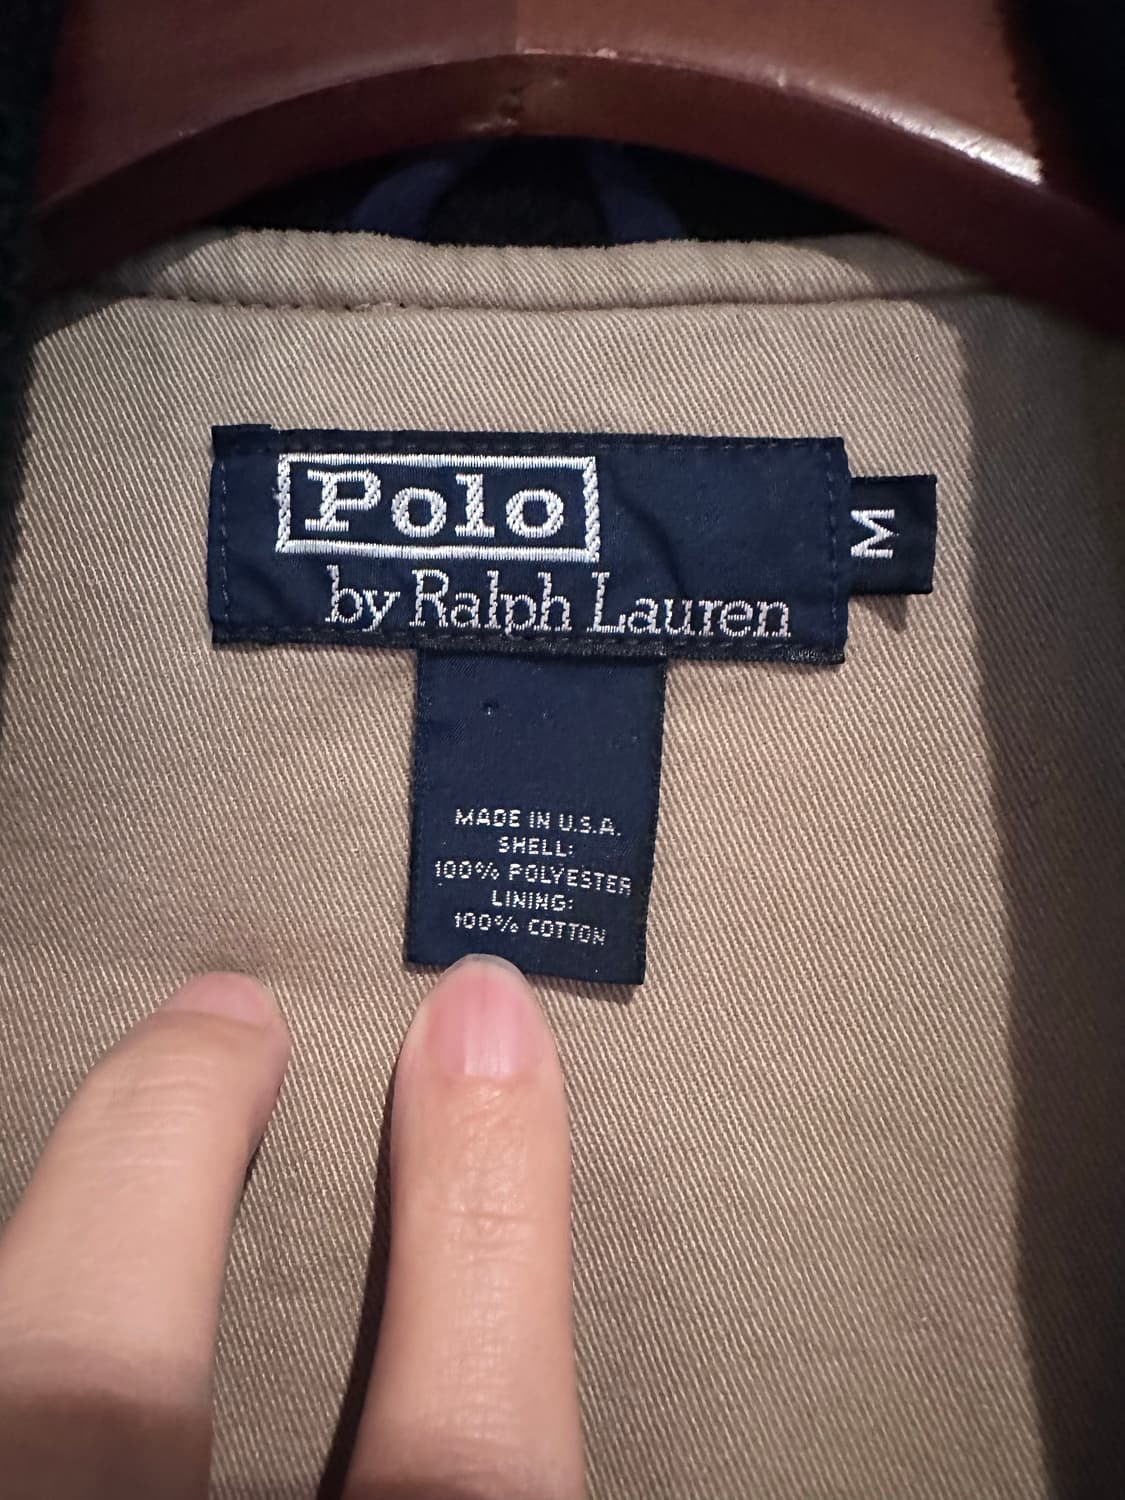 Polo
by Ralph Lauren
M
MADE IN U.S.A.
SHELL:
100% POLYESTER
LINING:
100% COTTON